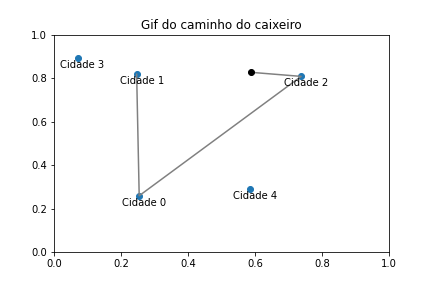 Gif do caminho do caixeiro
1.0
Cidade 3
Cidade 1
Cidade 2
0.8
0.6
0.4
Cidade 4
Cidade 0
0.2
0.0
0.0 0.2 0.4 0.6 0.8 1.0